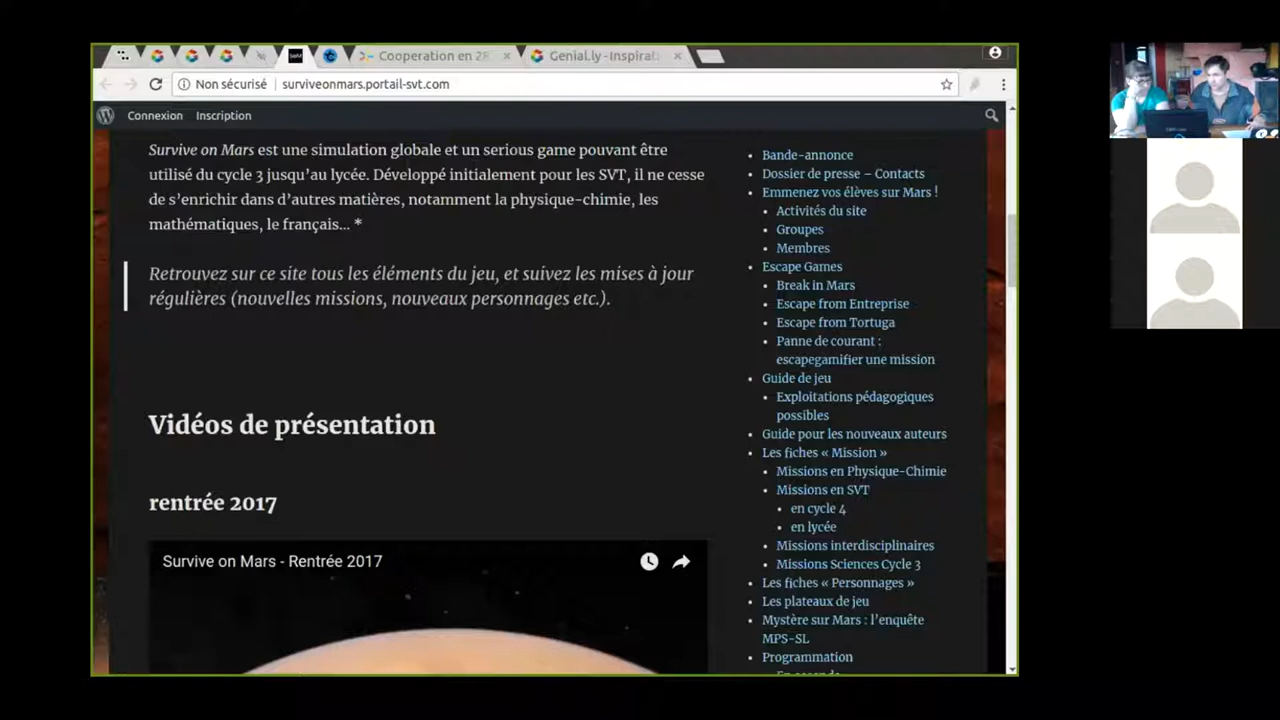 Cooperation en 28
Genial.ly - Inspirat
Non sécurisé
surviveonmars.portail-svt.com
Connexion
Inscription
Survive on Mars est une simulation globale et un serious game pouvant être
utilisé du cycle 3 jusqu'au lycée. Développé initialement pour les SVT, il ne cesse
de s'enrichir dans d'autres matières, notamment la physique-chimie, les
mathématiques, le français... *
Retrouvez sur ce site tous les éléments du jeu, et suivez les mises à jour
régulières (nouvelles missions, nouveaux personnages etc.).
Vidéos de présentation
rentrée 2017
Survive on Mars - Rentrée 2017
Bande-annonce
Dossier de presse – Contacts
Emmenez vos élèves sur Mars !
Activités du site
Groupes
Membres
Escape Games
Break in Mars
Escape from Entreprise
Escape from Tortuga
Panne de courant :
escapegamifier une mission
Guide de jeu
Exploitations pédagogiques
possibles
Guide pour les nouveaux auteurs
Les fiches « Mission »
Missions en Physique-Chimie
Missions en SVT
en cycle 4
en lycée
Missions interdisciplinaires
Missions Sciences Cycle 3
Les fiches « Personnages »
Les plateaux de jeu
Mystère sur Mars : l'enquête
MPS-SL
Programmation